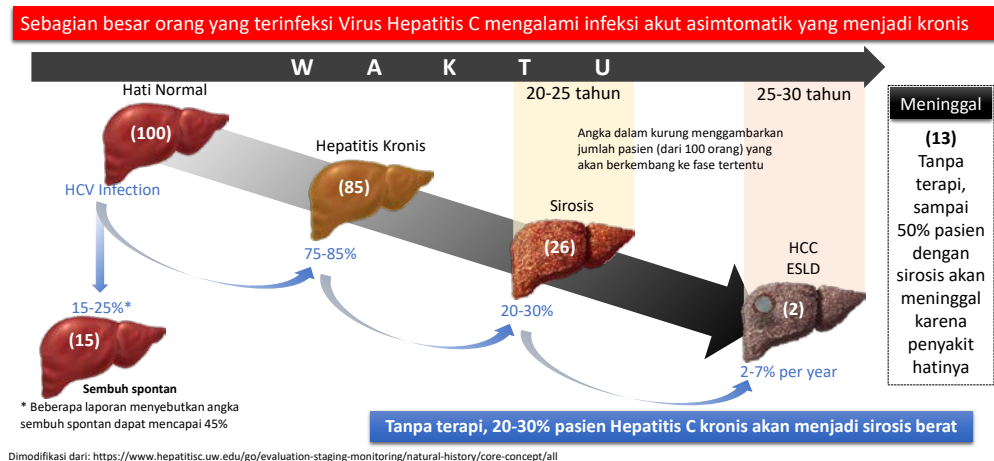 Sebagian besar orang yang terinfeksi Virus Hepatitis C mengalami infeksi akut asimtomatik yang menjadi kronis
W A K T U
Hati Normal
(100)
HCV Infection
15-25%*
(15)
Sembuh spontan
* Beberapa laporan menyebutkan angka
sembuh spontan dapat mencapai 45%
Hepatitis Kronis
(85)
75-85%
20-25 tahun
Angka dalam kurung menggambarkan
jumlah pasien (dari 100 orang) yang
akan berkembang ke fase tertentu
Sirosis
(26)
20-30%
25-30 tahun
HCC
ESLD
(2)
2-7% per year
Meninggal
(13)
Tanpa
terapi,
sampai
50% pasien
dengan
sirosis akan
meninggal
karena
penyakit
hatinya
Tanpa terapi, 20-30% pasien Hepatitis C kronis akan menjadi sirosis berat
Dimodifikasi dari: https://www.hepatitisc.uw.edu/go/evaluation-staging-monitoring/natural-history/core-concept/all